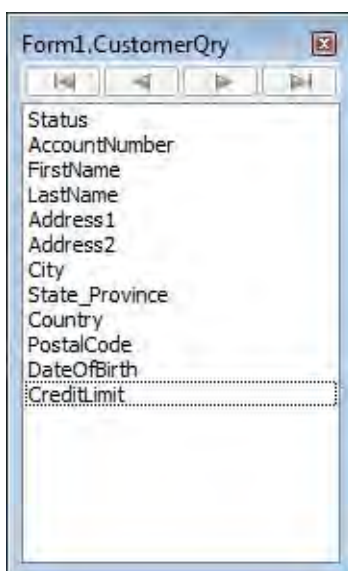 Form1.CustomerQry
Status
AccountNumber
FirstName
LastName
Address1
Address2
City
State_Province
Country
PostalCode
DateOfBirth
CreditLimit